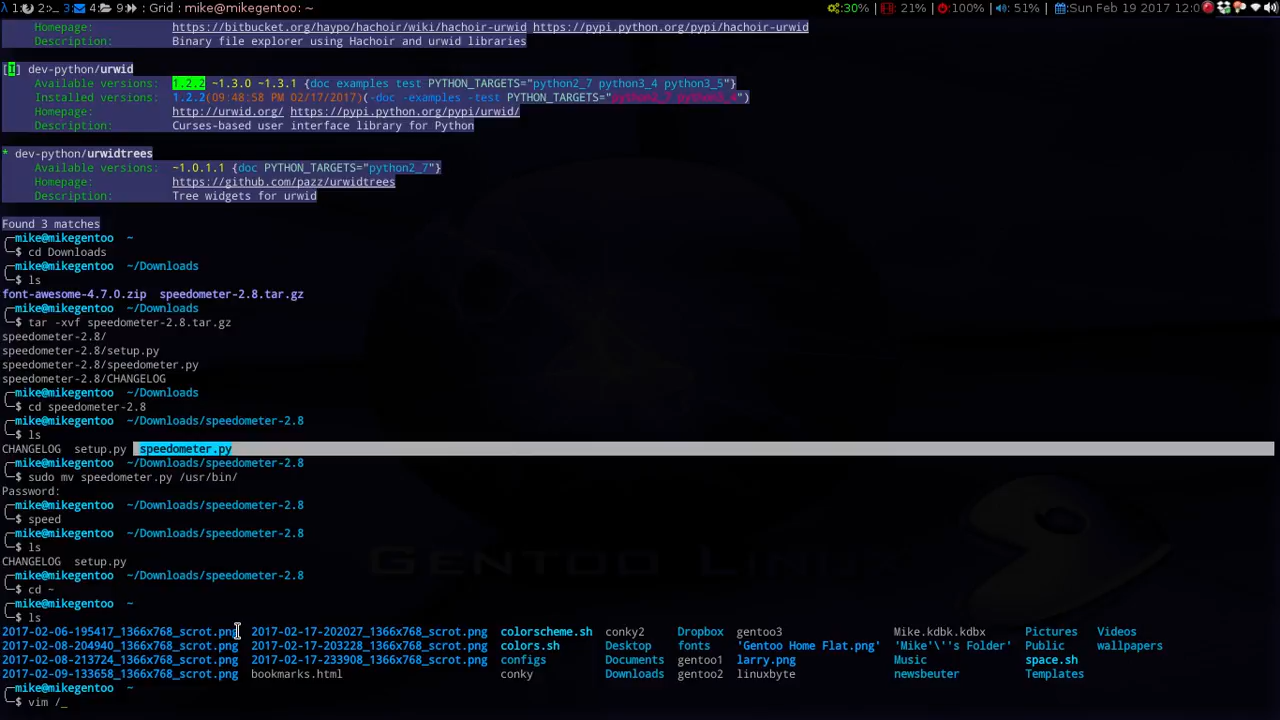 1: 2: 3: 4: 9: : Grid : mike@mikegentoo: ~ :30% : 21% :100% : 51% :Sun Feb 19 2017 12:0
Homepage: https://bitbucket.org/haypo/hachoir/wiki/hachoir-urwid https://pypi.python.org/pypi/hachoir-urwid
Description: Binary file explorer using Hachoir and urwid libraries
[I] dev-python/urwid
Available versions: 1.2.2 ~1.3.0 ~1.3.1 {doc examples test PYTHON_TARGETS="python2_7 python3_4 python3_5"}
Installed versions: 1.2.2(09:48:58 PM 02/17/2017)(-doc -examples -test PYTHON_TARGETS="python2_7 python3_4")
Homepage: http://urwid.org/ https://pypi.python.org/pypi/urwid/
Description: Curses-based user interface library for Python
* dev-python/urwidtrees
Available versions: ~1.0.1.1 {doc PYTHON_TARGETS="python2_7"}
Homepage: https://github.com/pazz/urwidtrees
Description: Tree widgets for urwid
Found 3 matches
mike@mikegentoo ~
$ cd Downloads
mike@mikegentoo ~/Downloads
$ ls
font-awesome-4.7.0.zip speedometer-2.8.tar.gz
mike@mikegentoo ~/Downloads
$ tar -xvf speedometer-2.8.tar.gz
speedometer-2.8/
speedometer-2.8/setup.py
speedometer-2.8/speedometer.py
speedometer-2.8/CHANGELOG
mike@mikegentoo ~/Downloads
$ cd speedometer-2.8
mike@mikegentoo ~/Downloads/speedometer-2.8
$ ls
CHANGELOG setup.py speedometer.py
mike@mikegentoo ~/Downloads/speedometer-2.8
$ sudo mv speedometer.py /usr/bin/
Password:
mike@mikegentoo ~/Downloads/speedometer-2.8
$ speed
mike@mikegentoo ~/Downloads/speedometer-2.8
$ ls
CHANGELOG setup.py
mike@mikegentoo ~/Downloads/speedometer-2.8
$ cd ~
mike@mikegentoo ~
$ ls
2017-02-06-195417_1366x768_scrot.png 2017-02-17-202027_1366x768_scrot.png colorscheme.sh conky2 Dropbox gentoo3 Mike.kdbk.kdbx Pictures Videos
2017-02-08-204940_1366x768_scrot.png 2017-02-17-203228_1366x768_scrot.png colors.sh Desktop fonts 'Gentoo Home Flat.png' 'Mike'\''s Folder' Public wallpapers
2017-02-08-213724_1366x768_scrot.png 2017-02-17-233908_1366x768_scrot.png configs Documents gentoo1 larry.png Music space.sh
2017-02-09-133658_1366x768_scrot.png bookmarks.html conky Downloads gentoo2 linuxbyte newsbeuter Templates
mike@mikegentoo ~
$ vim /_
GENTOO LINUX